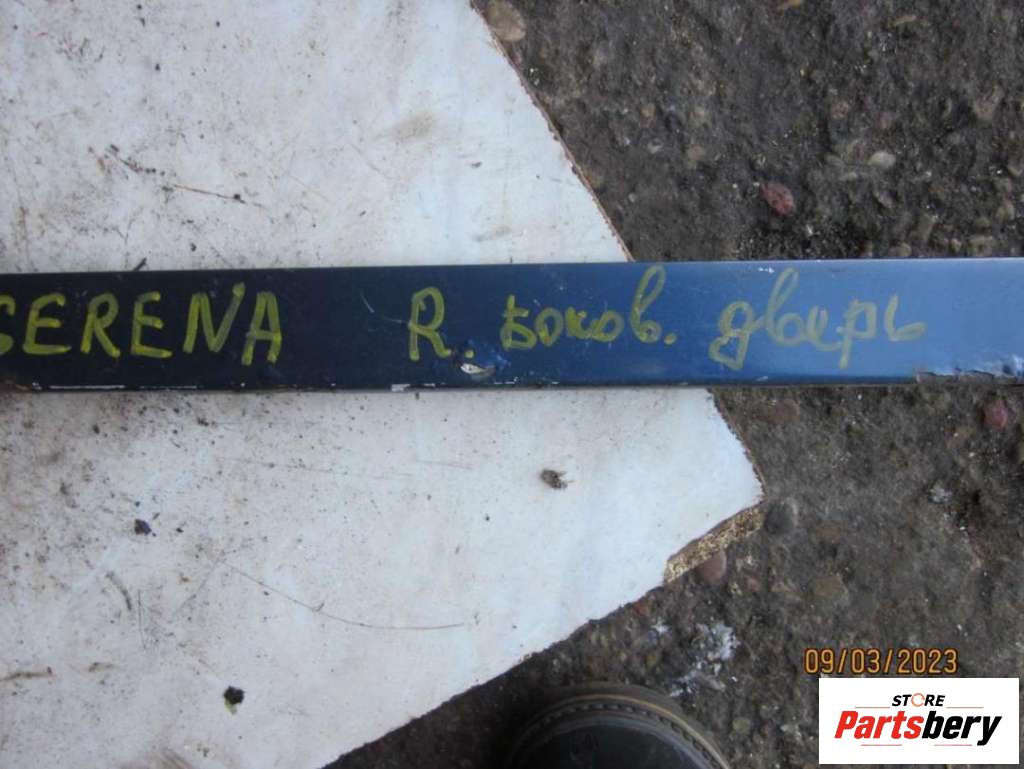 SERENA R. боков. дверь
09/03/2023
STORE
Partsbery